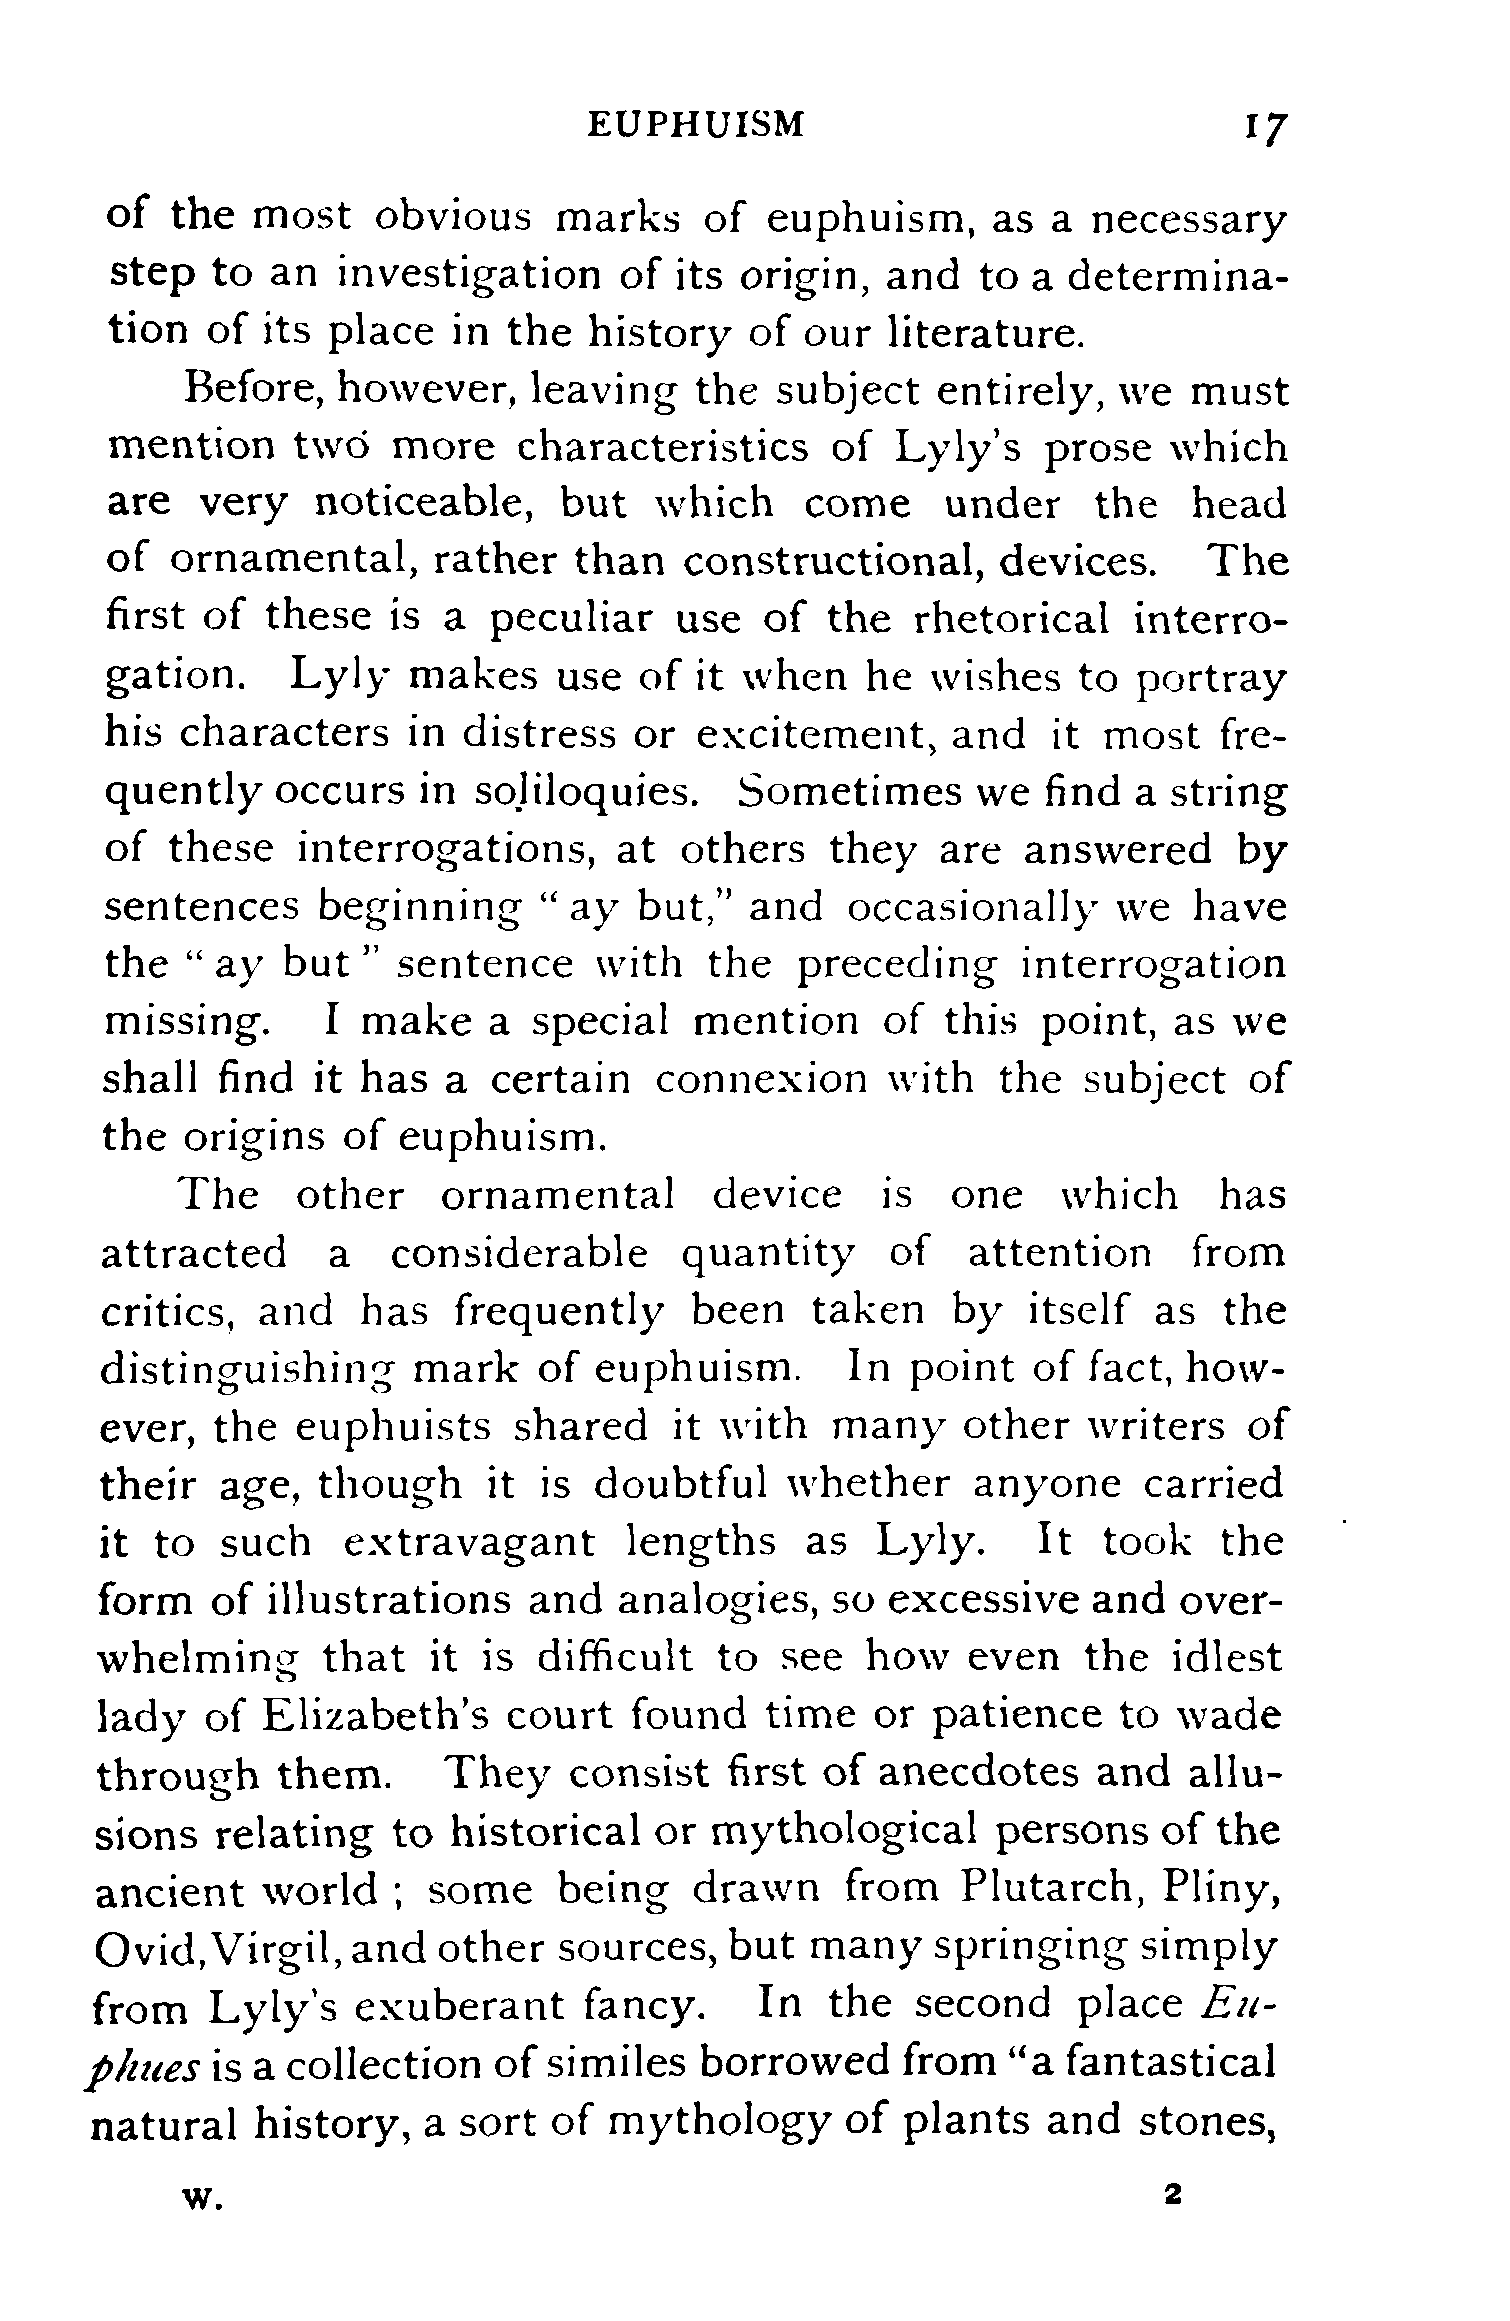 EUPHUISM 17
of the most obvious marks of euphuism, as a necessary
step to an investigation of its origin, and to a determina-
tion of its place in the history of our literature.
Before, however, leaving the subject entirely, we must
mention two more characteristics of Lyly's prose which
are very noticeable, but which come under the head
of ornamental, rather than constructional, devices. The
first of these is a peculiar use of the rhetorical interro-
gation. Lyly makes use of it when he wishes to portray
his characters in distress or excitement, and it most fre-
quently occurs in soliloquies. Sometimes we find a string
of these interrogations, at others they are answered by
sentences beginning "ay but," and occasionally we have
the "ay but" sentence with the preceding interrogation
missing. I make a special mention of this point, as we
shall find it has a certain connexion with the subject of
the origins of euphuism.
The other ornamental device is one which has
attracted a considerable quantity of attention from
critics, and has frequently been taken by itself as the
distinguishing mark of euphuism. In point of fact, how-
ever, the euphuists shared it with many other writers of
their age, though it is doubtful whether anyone carried
it to such extravagant lengths as Lyly. It took the
form of illustrations and analogies, so excessive and over-
whelming that it is difficult to see how even the idlest
lady of Elizabeth's court found time or patience to wade
through them. They consist first of anecdotes and allu-
sions relating to historical or mythological persons of the
ancient world ; some being drawn from Plutarch, Pliny,
Ovid, Virgil, and other sources, but many springing simply
from Lyly's exuberant fancy. In the second place Eu-
phues is a collection of similes borrowed from "a fantastical
natural history, a sort of mythology of plants and stones,
W. 2